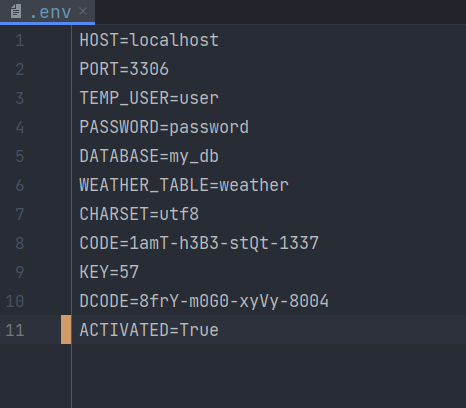 .env
1 HOST=localhost
2 PORT=3306
3 TEMP_USER=user
4 PASSWORD=password
5 DATABASE=my_db
6 WEATHER_TABLE=weather
7 CHARSET=utf8
8 CODE=1amT-h3B3-stQt-1337
9 KEY=57
10 DCODE=8frY-m0G0-xyVy-8004
11 ACTIVATED=True